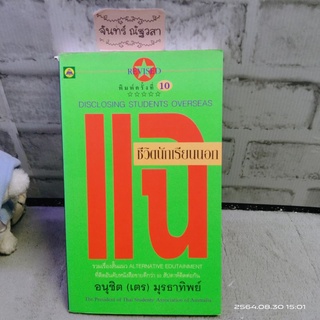 จันทร์ ณัฐวสา
REVISED
พิมพ์ครั้งที่ 10
DISCLOSING STUDENTS OVERSEAS
แฉ
ชีวิตนักเรียนนอก
ALTERNATIVE EDUTAINMENT
อนุชิต (เตร) มุรธาทิพย์
The President of Thai Students' Association of Australia
2564.08.30 15:01